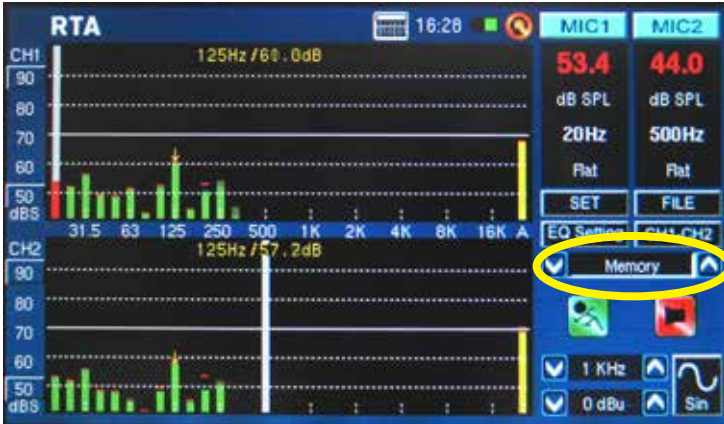 RTA 16:28 MIC1 MIC2
CH1 125Hz
90 53.4 44.0
80 dB SPL dB SPL
70 20Hz 500Hz
60 Flat Flat
50 SET FILE
dBS
31.5 63 125 250 500 1K 2K 4K 8K 16K A EQ Setting CH1 CH2
CH2 125Hz/57.2dB
90 Memory
80
70
60 1 KHz
50 0 dBu Sin
dBS